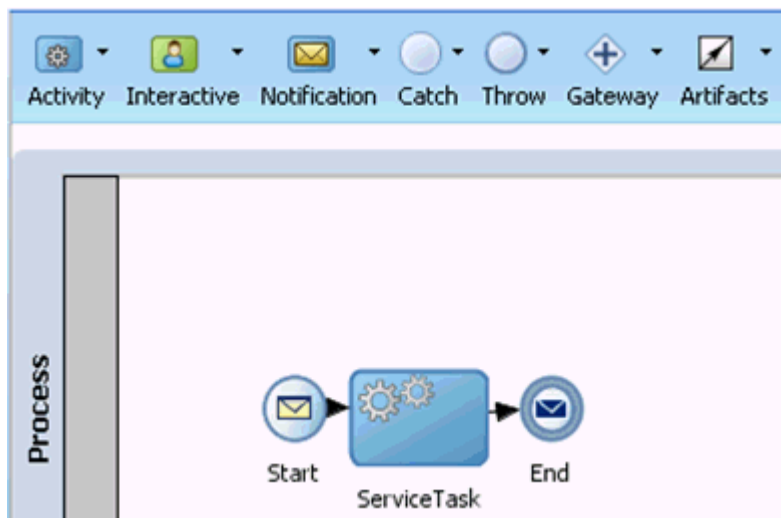 Activity Interactive Notification Catch Throw Gateway Artifacts
Process
Start
End
ServiceTask